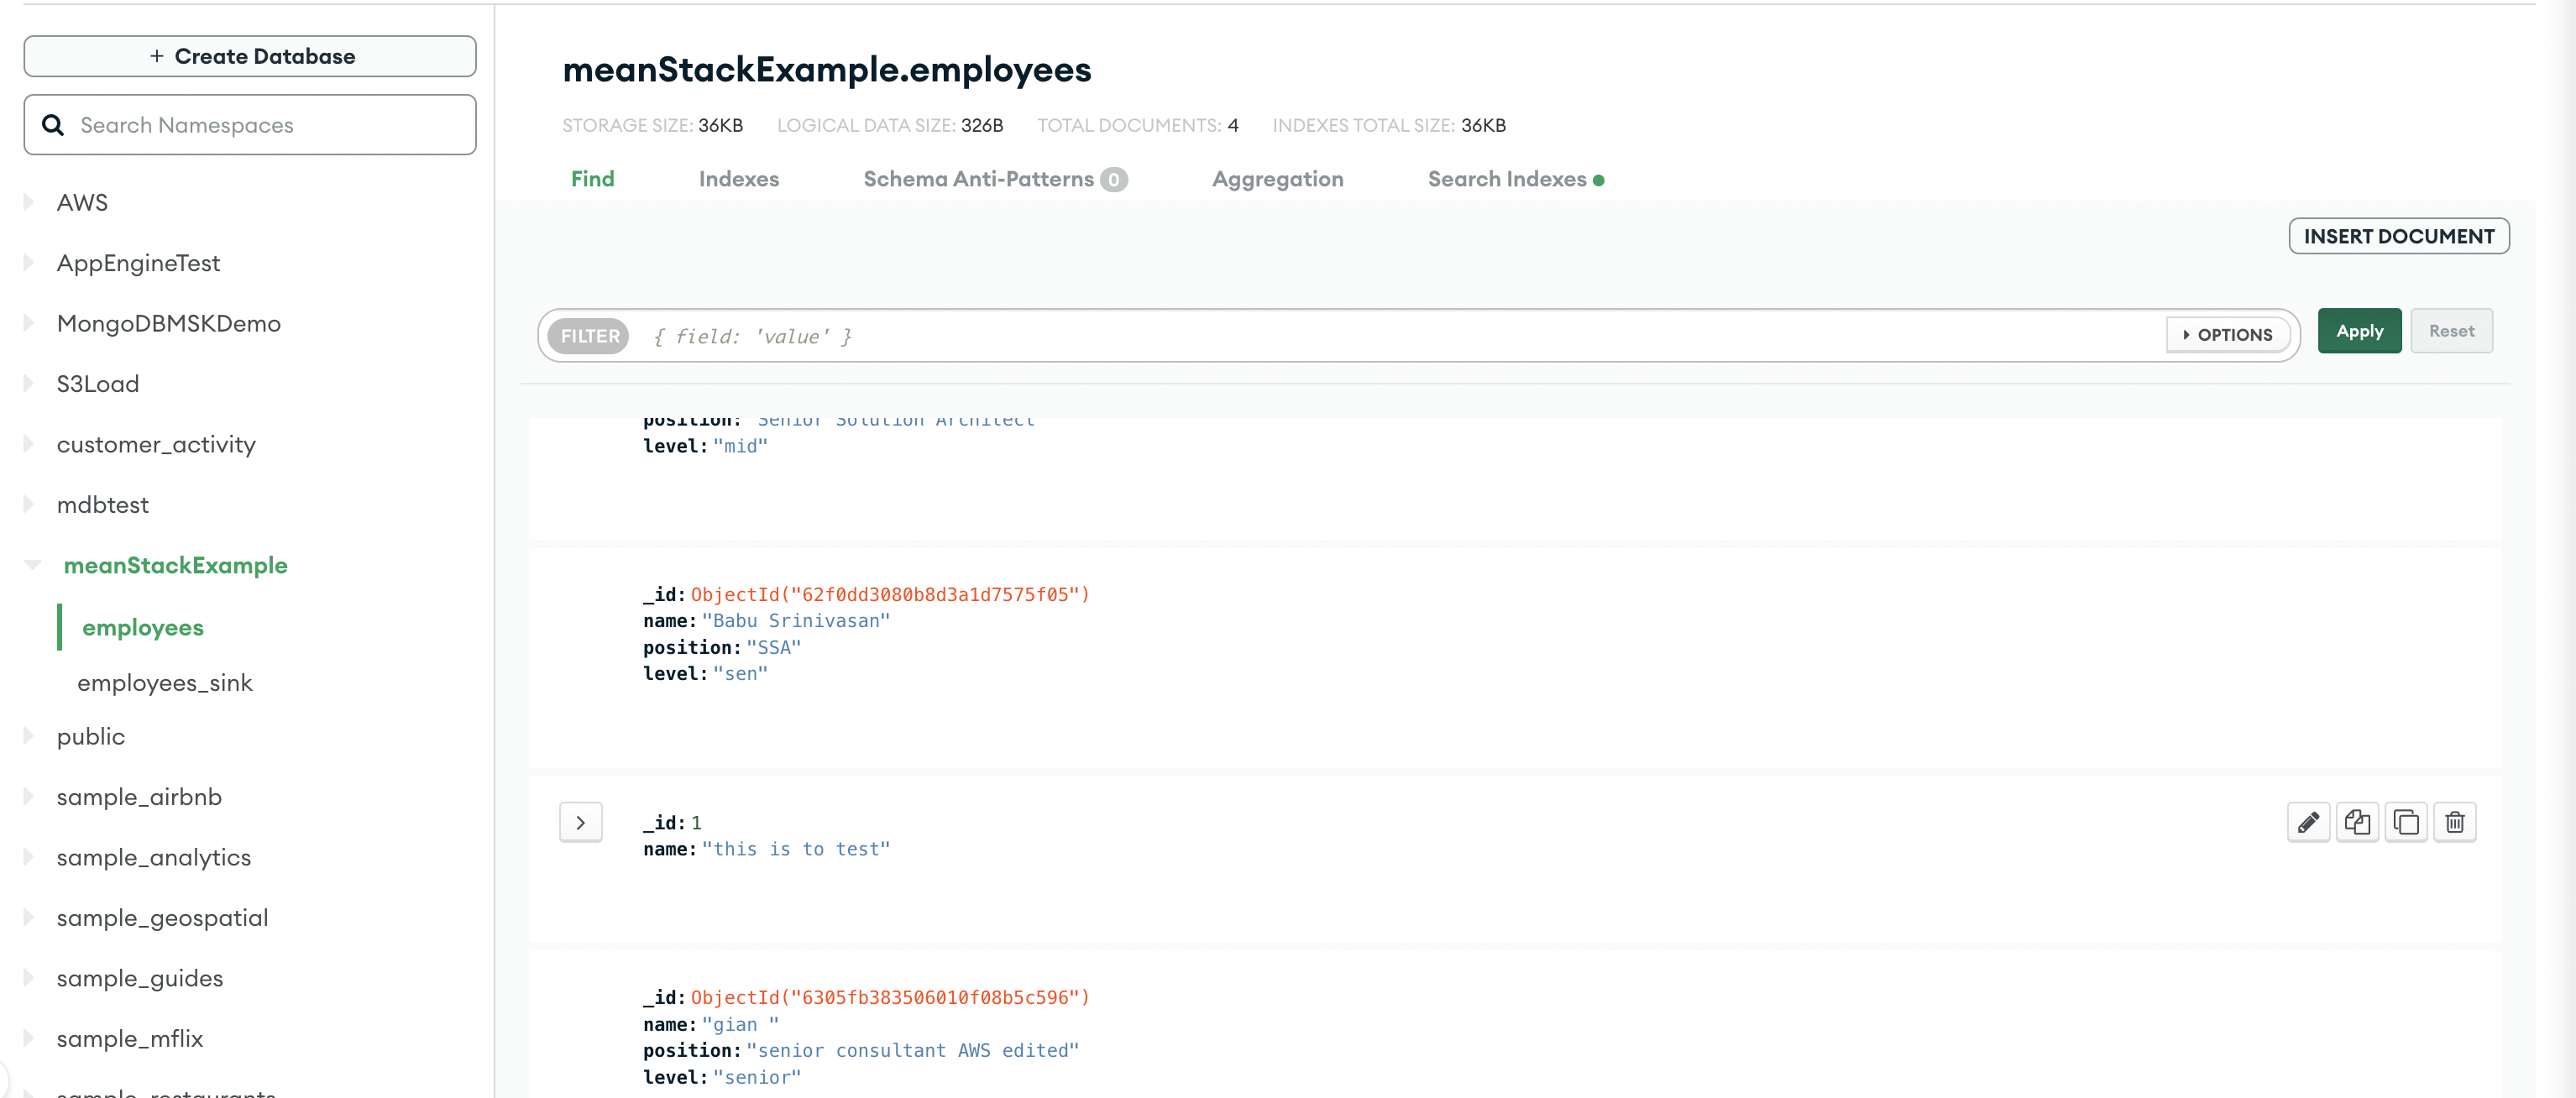 + Create Database
Search Namespaces
AWS
AppEngineTest
MongoDBMSKDemo
S3Load
customer_activity
mdbtest
meanStackExample
employees
employees_sink
public
sample_airbnb
sample_analytics
sample_geospatial
sample_guides
sample_mflix
sample_restaurants
meanStackExample.employees
STORAGE SIZE: 36KB LOGICAL DATA SIZE: 326B TOTAL DOCUMENTS: 4 INDEXES TOTAL SIZE: 36KB
Find Indexes Schema Anti-Patterns 0 Aggregation Search Indexes
INSERT DOCUMENT
FILTER { field: 'value' } OPTIONS Apply Reset
position: "Senior Solution Architect"
level: "mid"
_id: ObjectId("62f0dd3080b8d3a1d7575f05")
name: "Babu Srinivasan"
position: "SSA"
level: "sen"
_id: 1
name: "this is to test"
_id: ObjectId("6305fb383506010f08b5c596")
name: "gian "
position: "senior consultant AWS edited"
level: "senior"